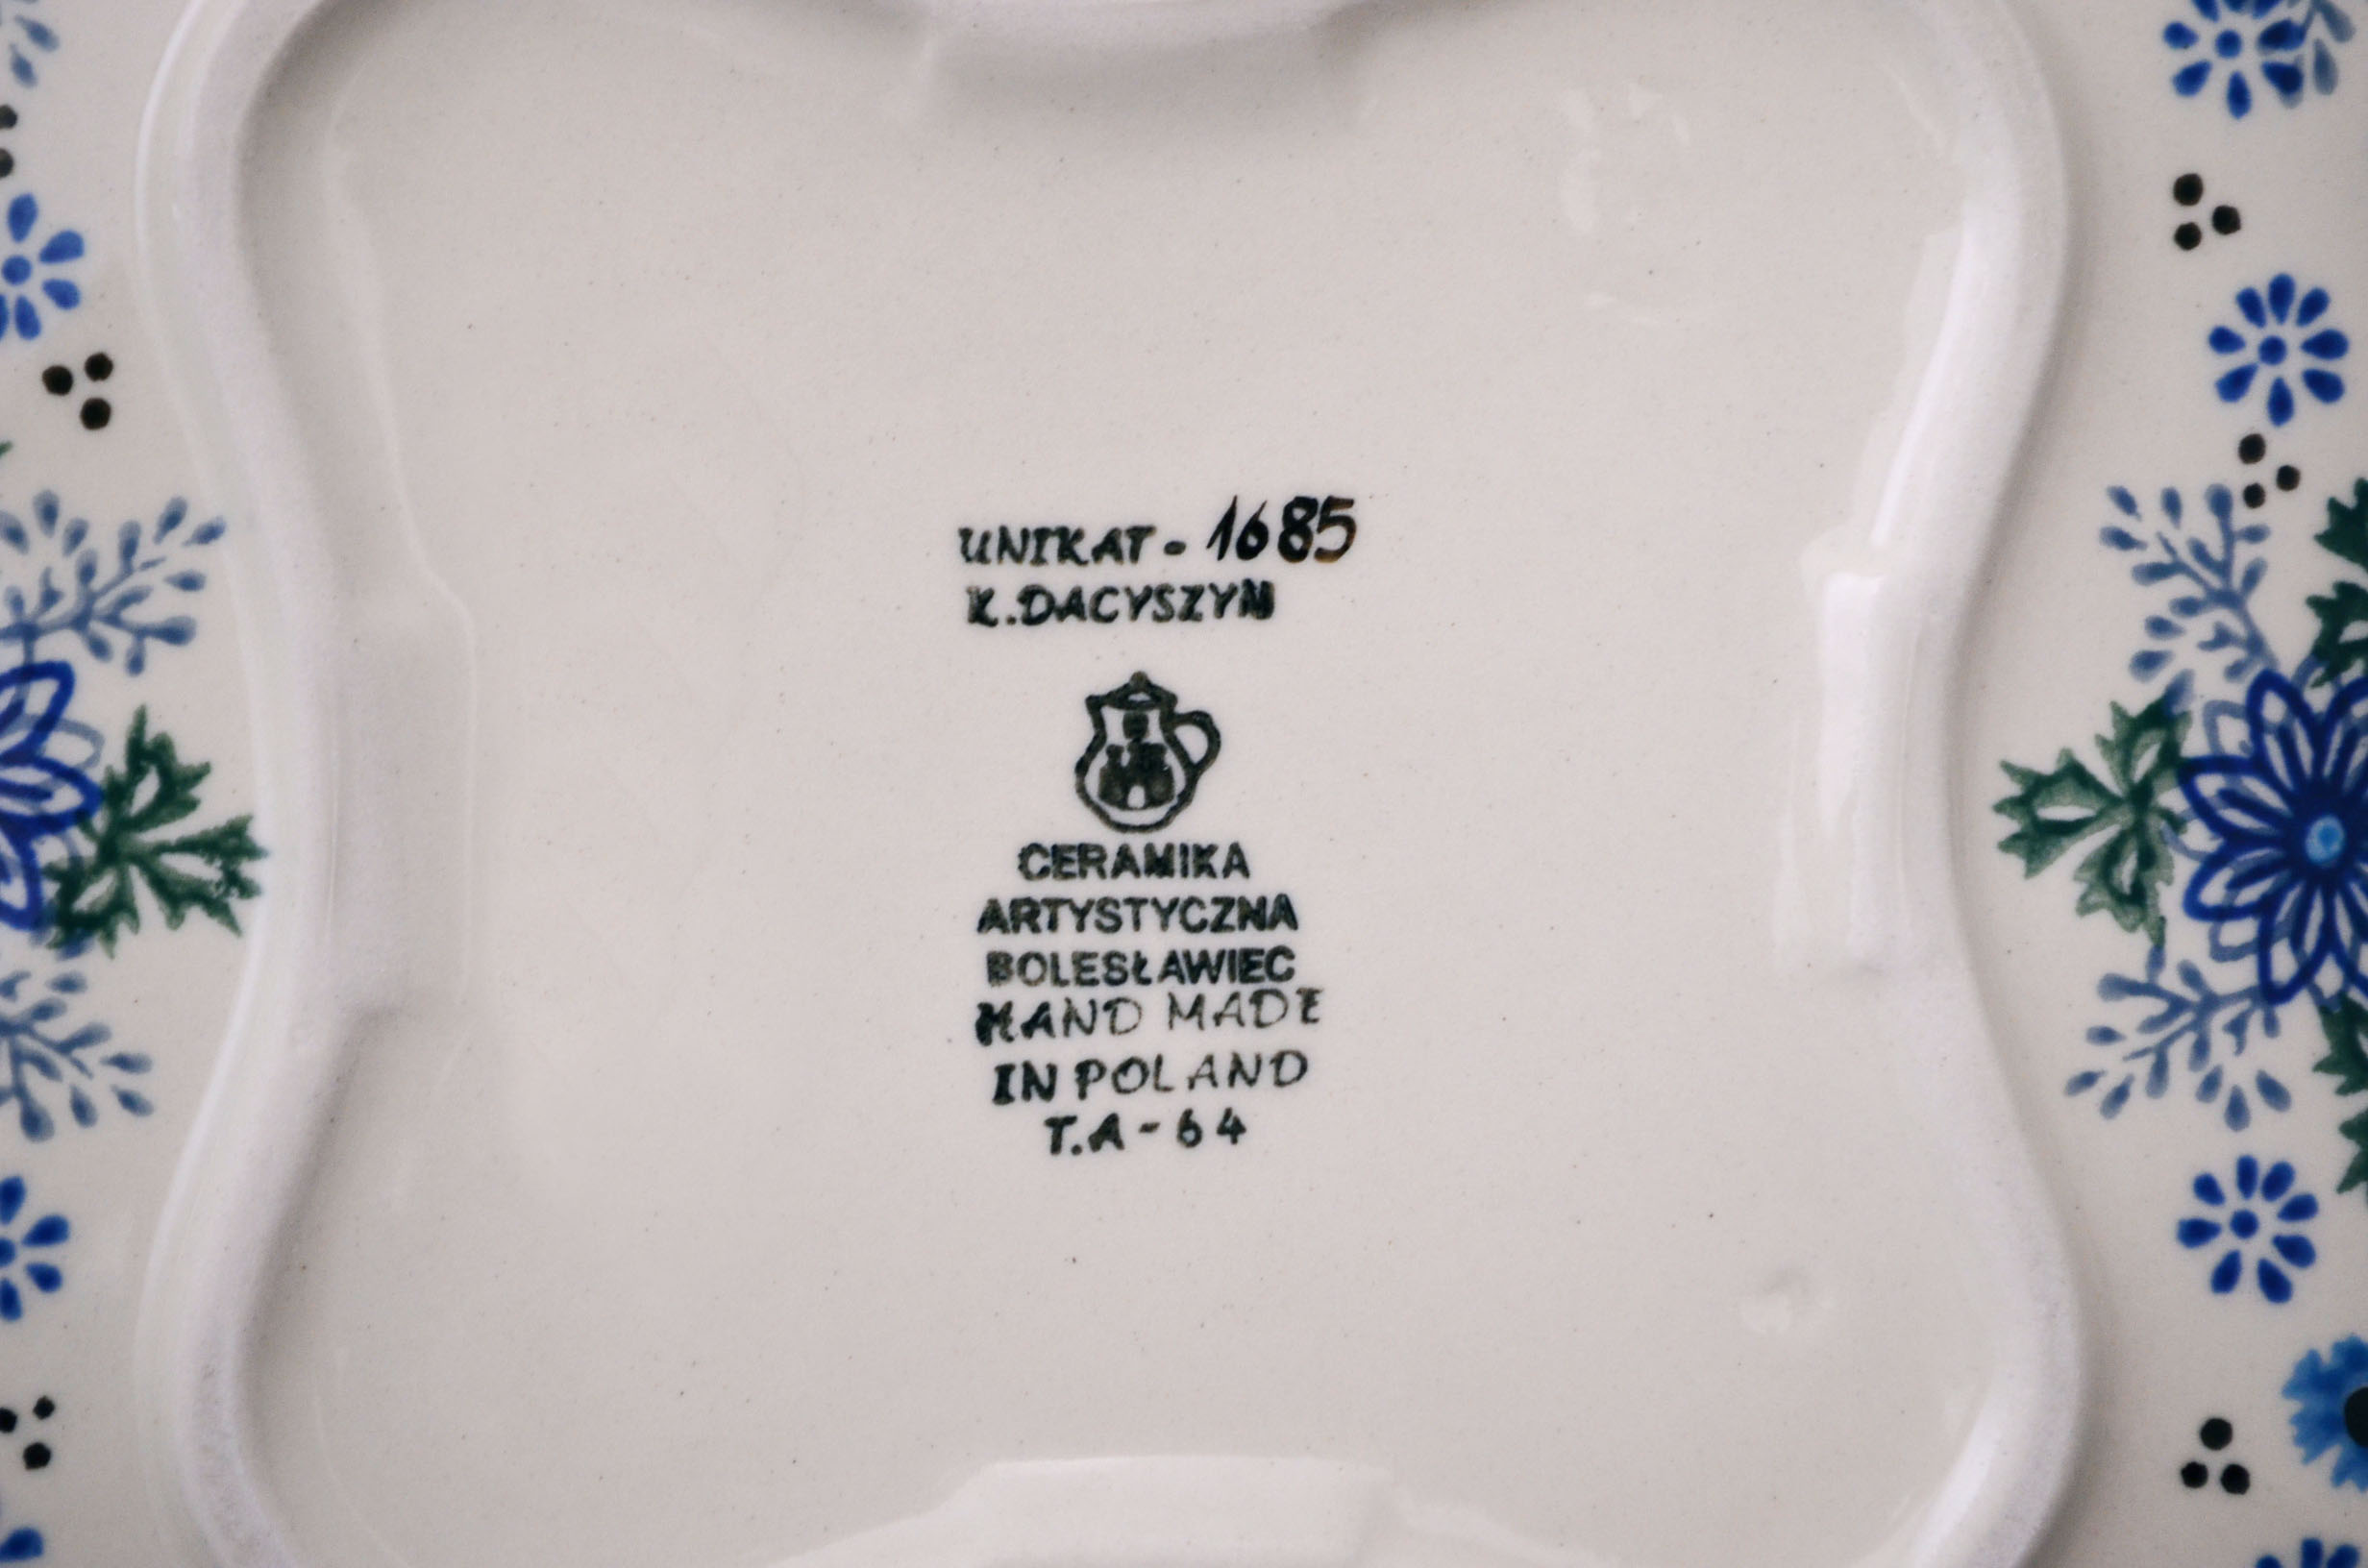 UNIKAT - 1685
K.DACYSZYN
CERAMIKA
ARTYSTYCZNA
BOLESŁAWIEC
HAND MADE
IN POLAND
T.A - 64